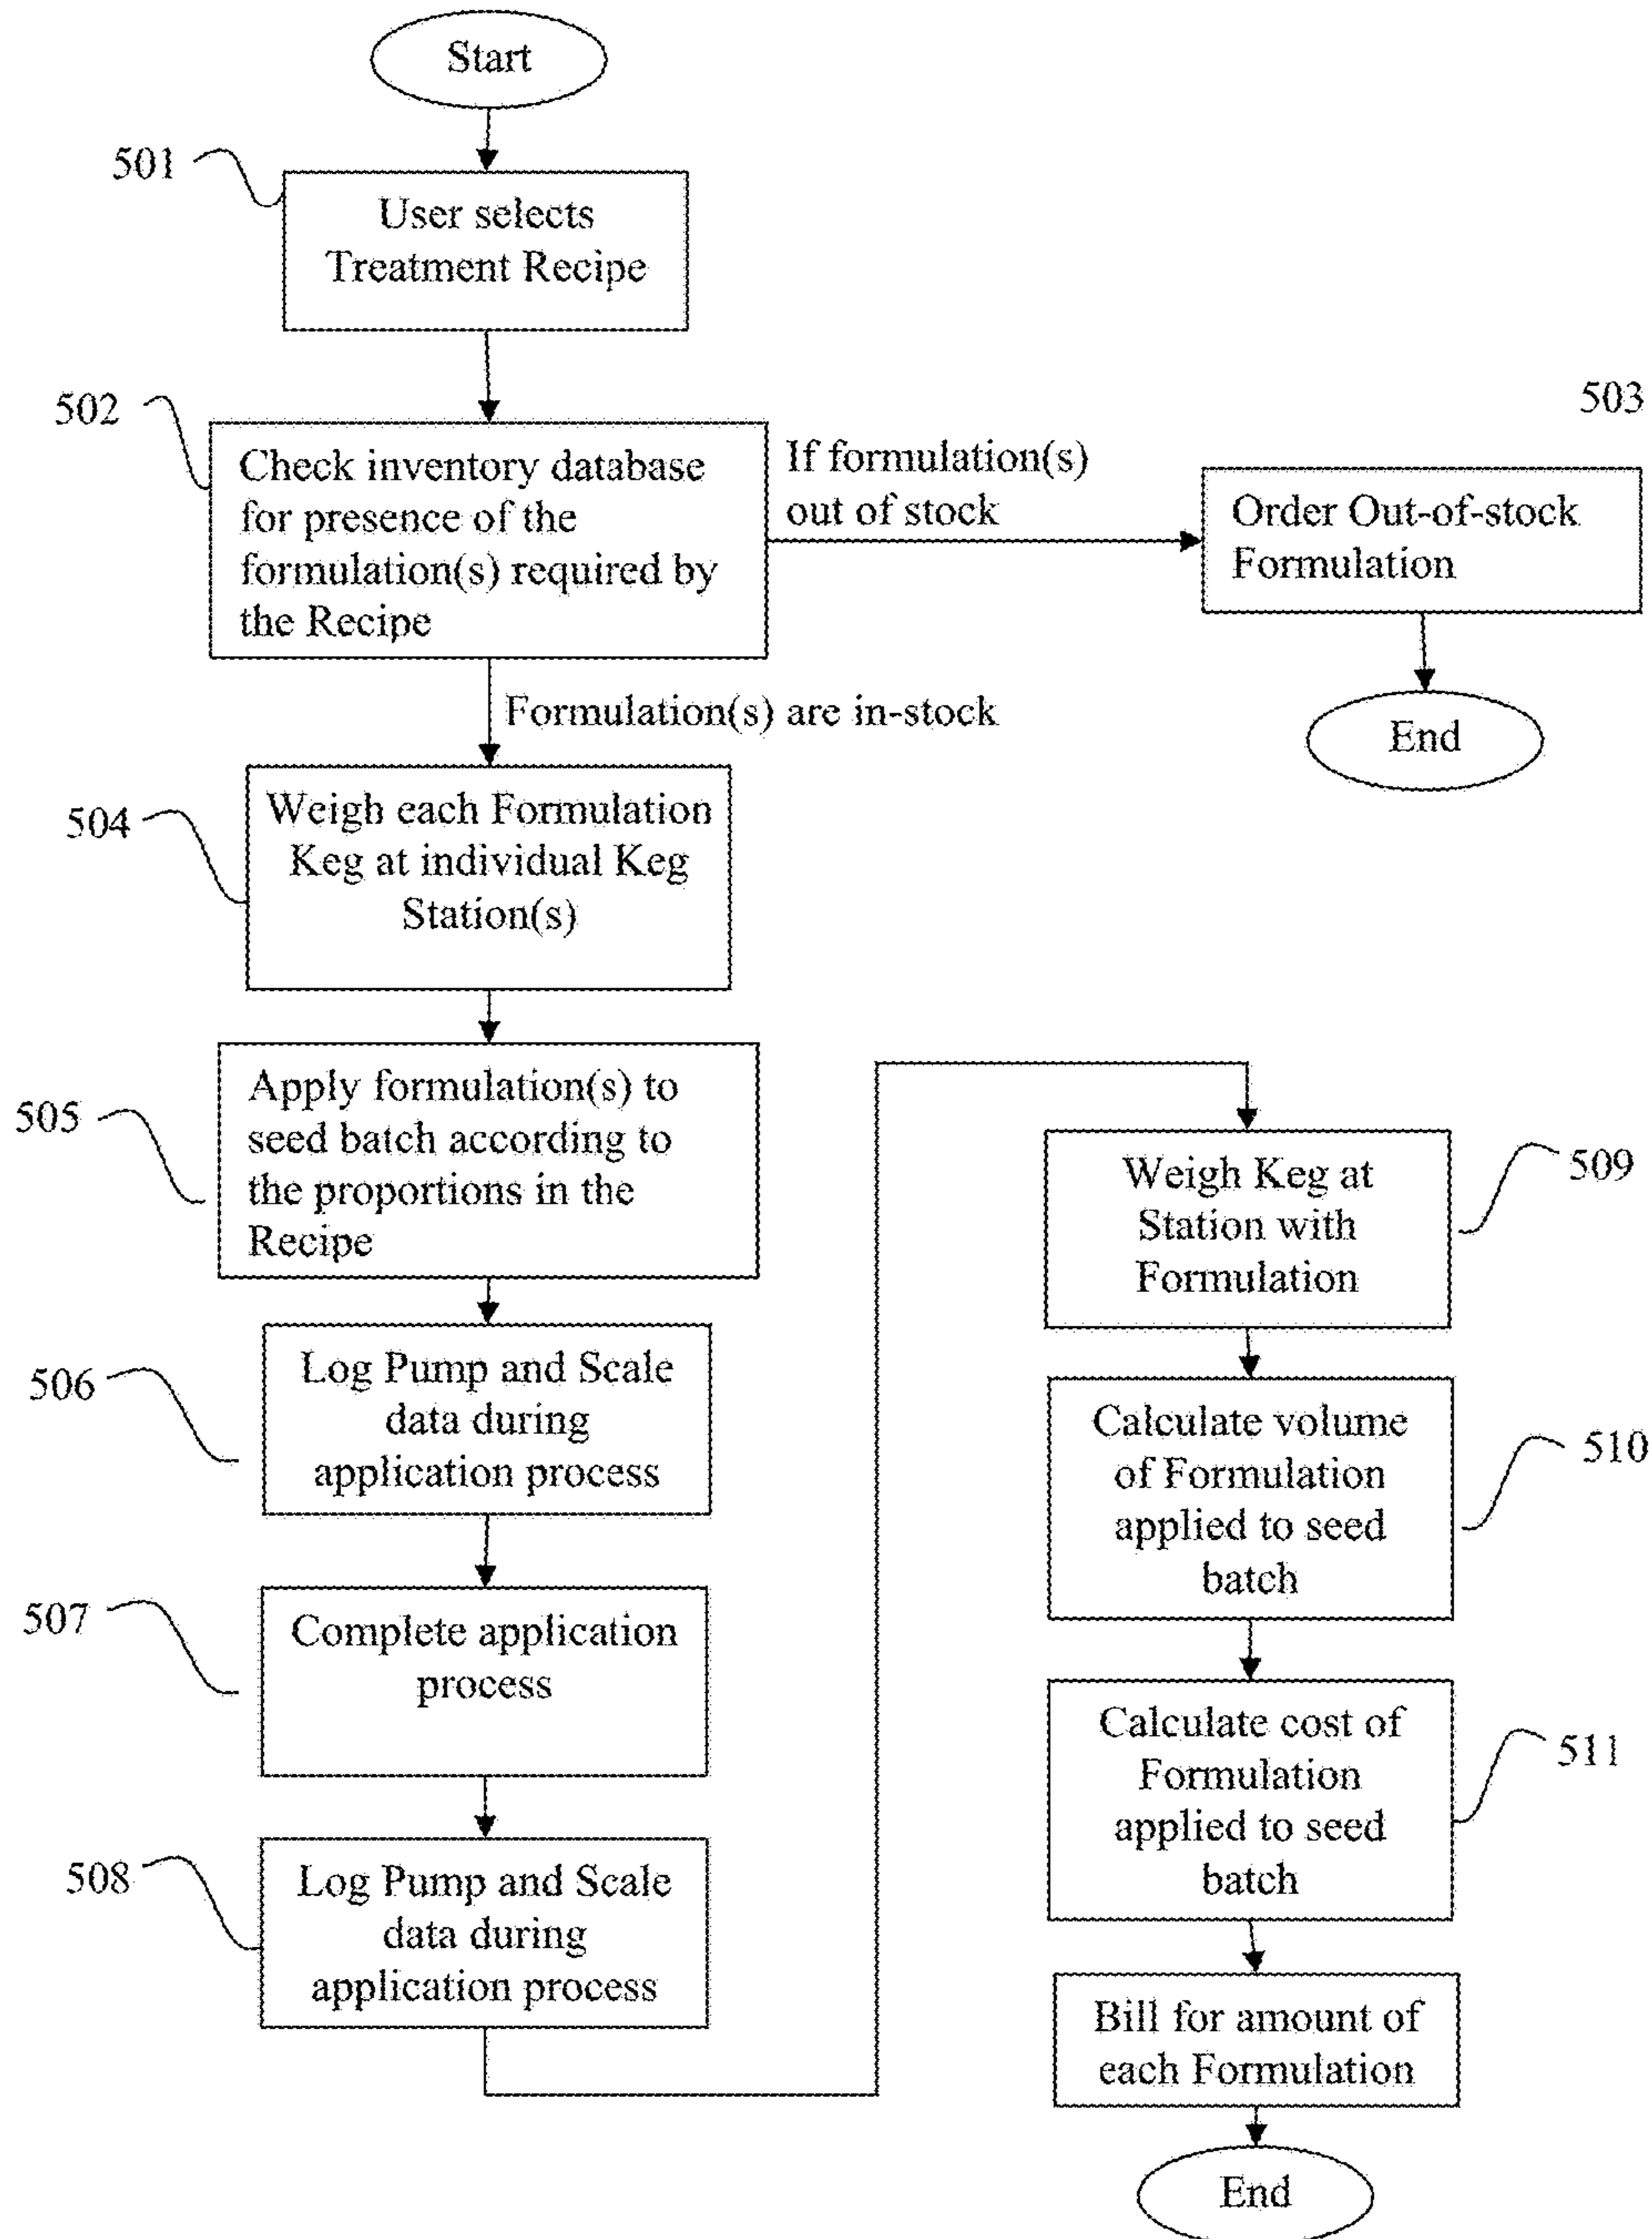 Start
501
User selects
Treatment Recipe
502
Check inventory database
for presence of the
formulation(s) required by
the Recipe
If formulation(s)
out of stock
503
Order Out-of-stock
Formulation
End
Formulation(s) are in-stock
504
Weigh each Formulation
Keg at individual Keg
Station(s)
505
Apply formulation(s) to
seed batch according to
the proportions in the
Recipe
506
Log Pump and Scale
data during
application process
507
Complete application
process
508
Log Pump and Scale
data during
application process
Weigh Keg at
Station with
Formulation
509
Calculate volume
of Formulation
applied to seed
batch
510
Calculate cost of
Formulation
applied to seed
batch
511
Bill for amount of
each Formulation
End